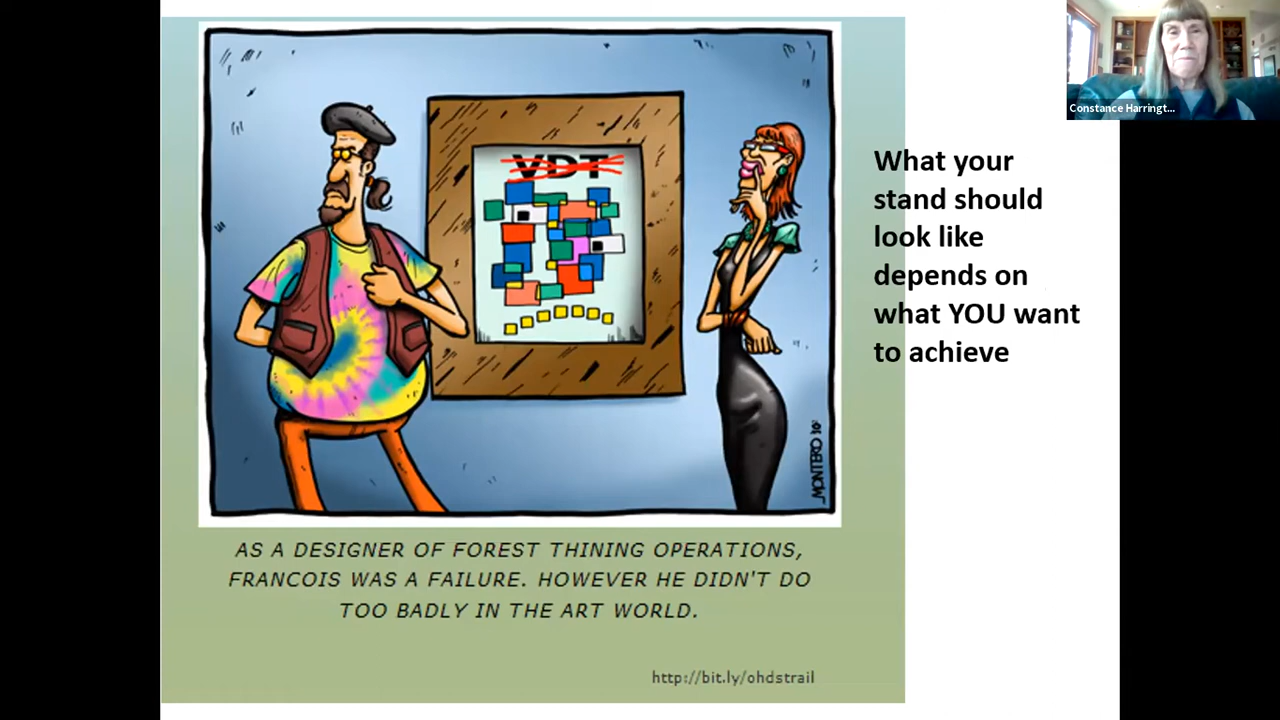 Constance Harringt...
VDT
What your
stand should
look like
depends on
what YOU want
to achieve
MONTERO 10
AS A DESIGNER OF FOREST THINING OPERATIONS,
FRANCOIS WAS A FAILURE. HOWEVER HE DIDN'T DO
TOO BADLY IN THE ART WORLD.
http://bit.ly/ohdstrail